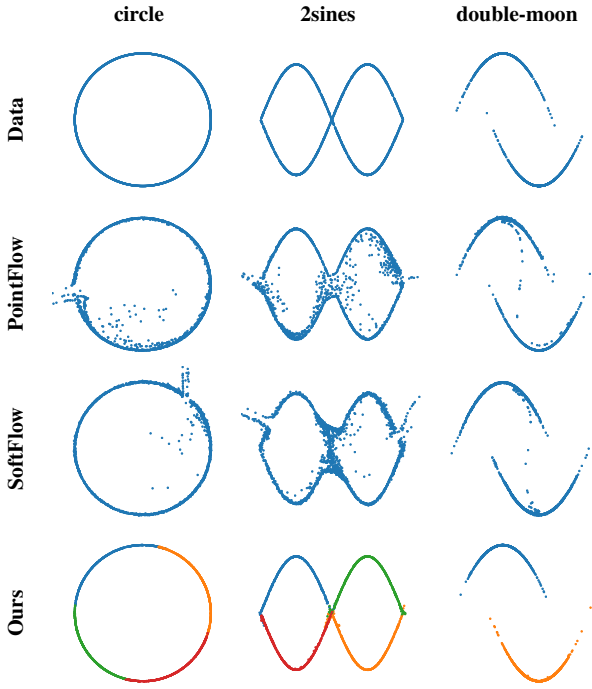 circle 2sines double-moon
Data
PointFlow
SoftFlow
Ours